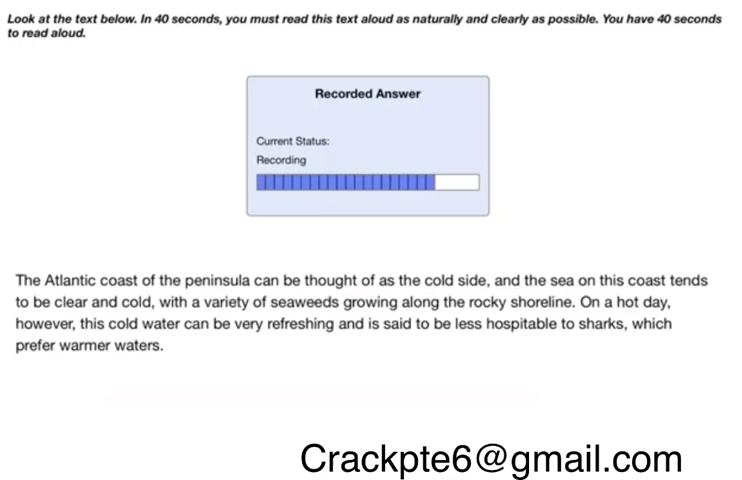 Look at the text below. In 40 seconds, you must read this text aloud as naturally and clearly as possible. You have 40 seconds
to read aloud.
Recorded Answer
Current Status:
Recording
The Atlantic coast of the peninsula can be thought of as the cold side, and the sea on this coast tends
to be clear and cold, with a variety of seaweeds growing along the rocky shoreline. On a hot day,
however, this cold water can be very refreshing and is said to be less hospitable to sharks, which
prefer warmer waters.
Crackpte6@gmail.com